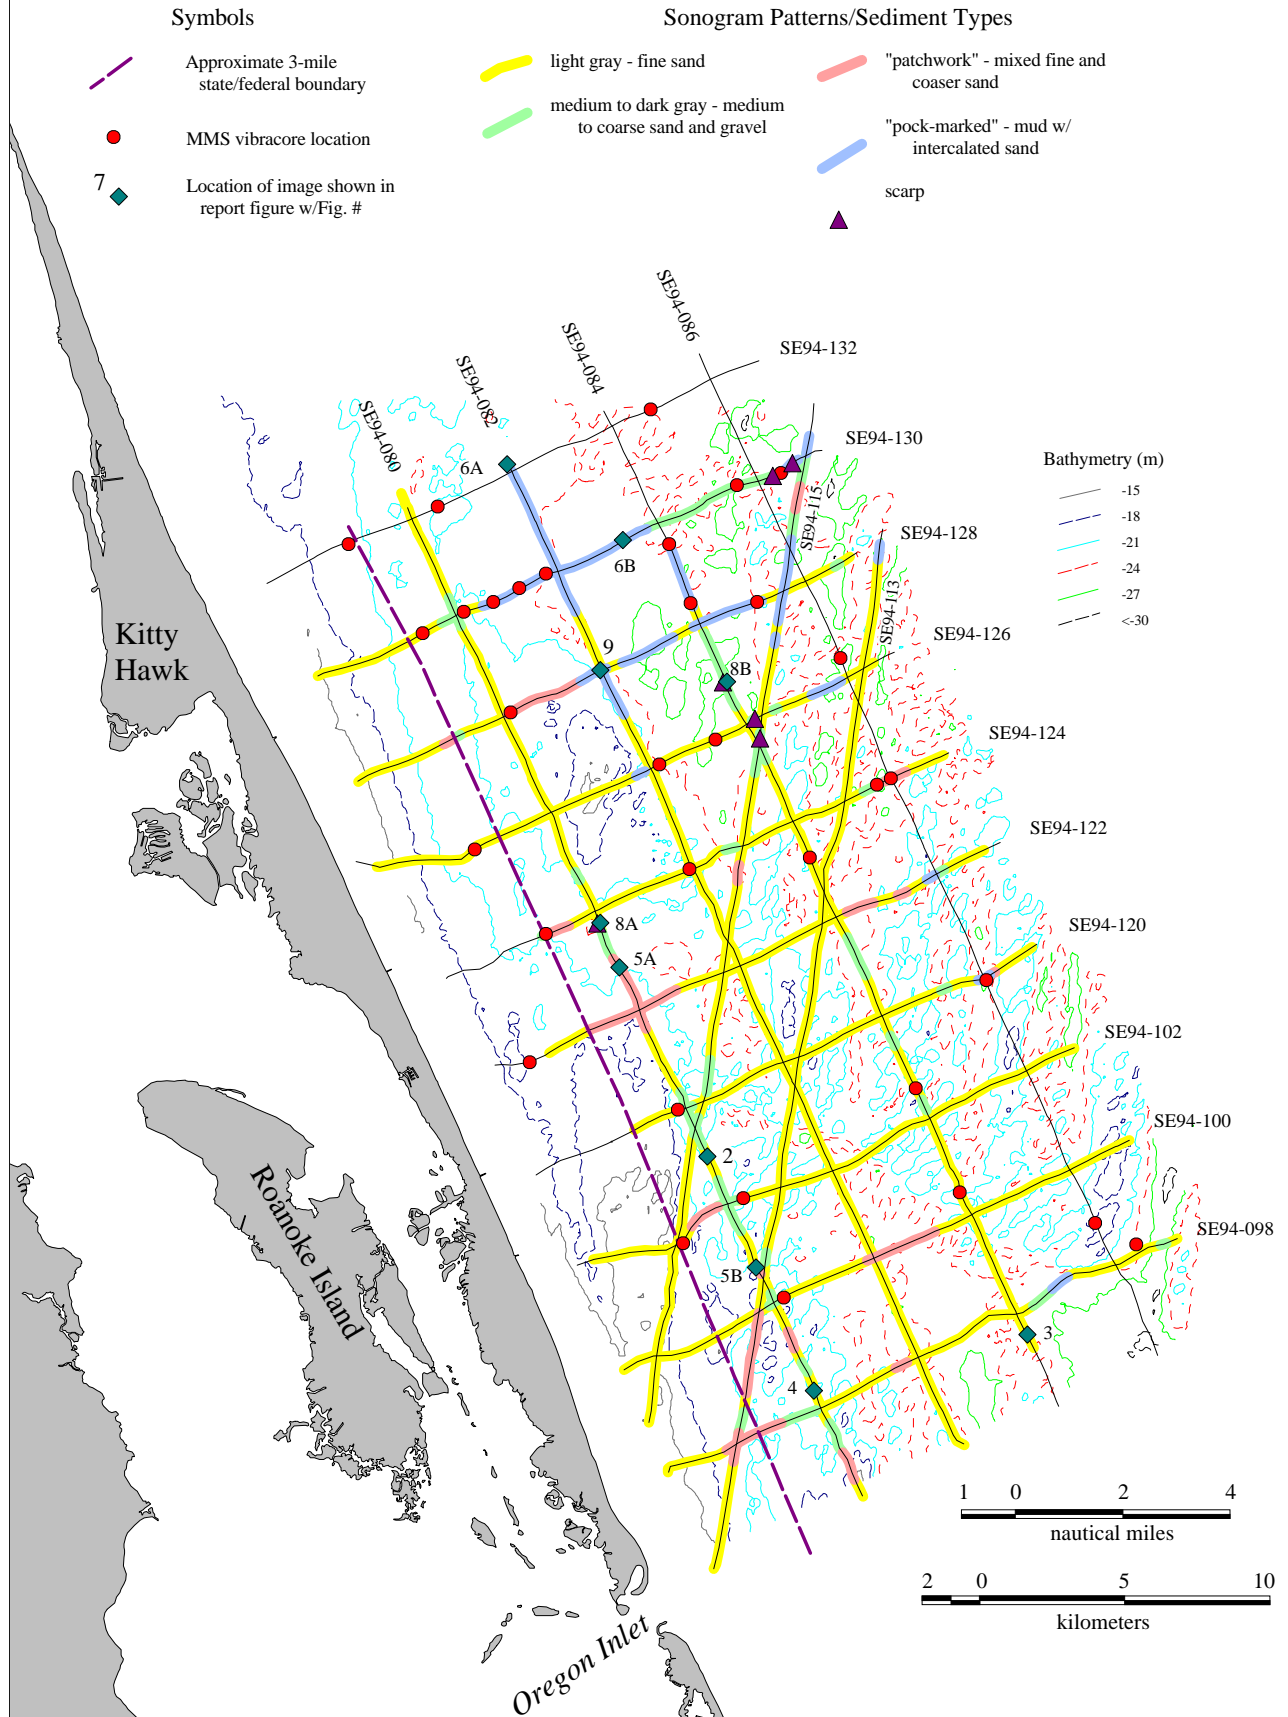 Symbols
Sonogram Patterns/Sediment Types
Approximate 3-mile
state/federal boundary
MMS vibracore location
7
Location of image shown in
report figure w/Fig. #
light gray - fine sand
medium to dark gray - medium
to coarse sand and gravel
"patchwork" - mixed fine and
coaser sand
"pock-marked" - mud w/
intercalated sand
scarp
SE94-086
SE94-132
SE94-084
SE94-082
SE94-080
SE94-130
6A
Bathymetry (m)
-15
-18
-21
-24
-27
<-30
SE94-115
SE94-128
6B
SE94-113
SE94-126
Kitty
Hawk
9
8B
SE94-124
SE94-122
8A
SE94-120
5A
SE94-102
SE94-100
2
Roanoke Island
SE94-098
5B
3
4
1 0 2 4
nautical miles
2 0 5 10
kilometers
Oregon Inlet